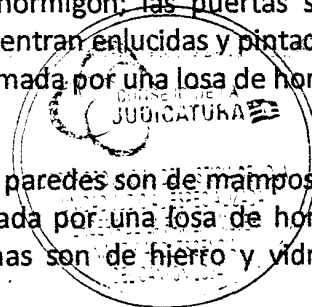 hormigón; las puertas s
entran enlucidas y pintad
mada por una losa de hor
JUDICATURA
paredes son de mampos
ada por una losa de hor
nas son de hierro y vidr